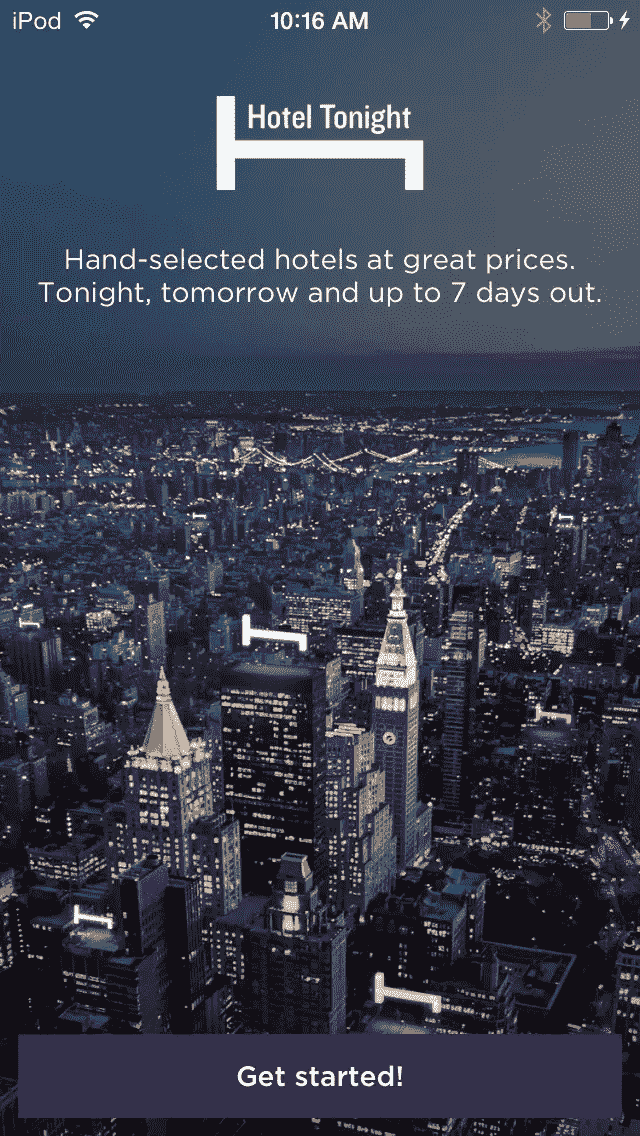 iPod 10:16 AM
Hotel Tonight
Hand-selected hotels at great prices.
Tonight, tomorrow and up to 7 days out.
Get started!